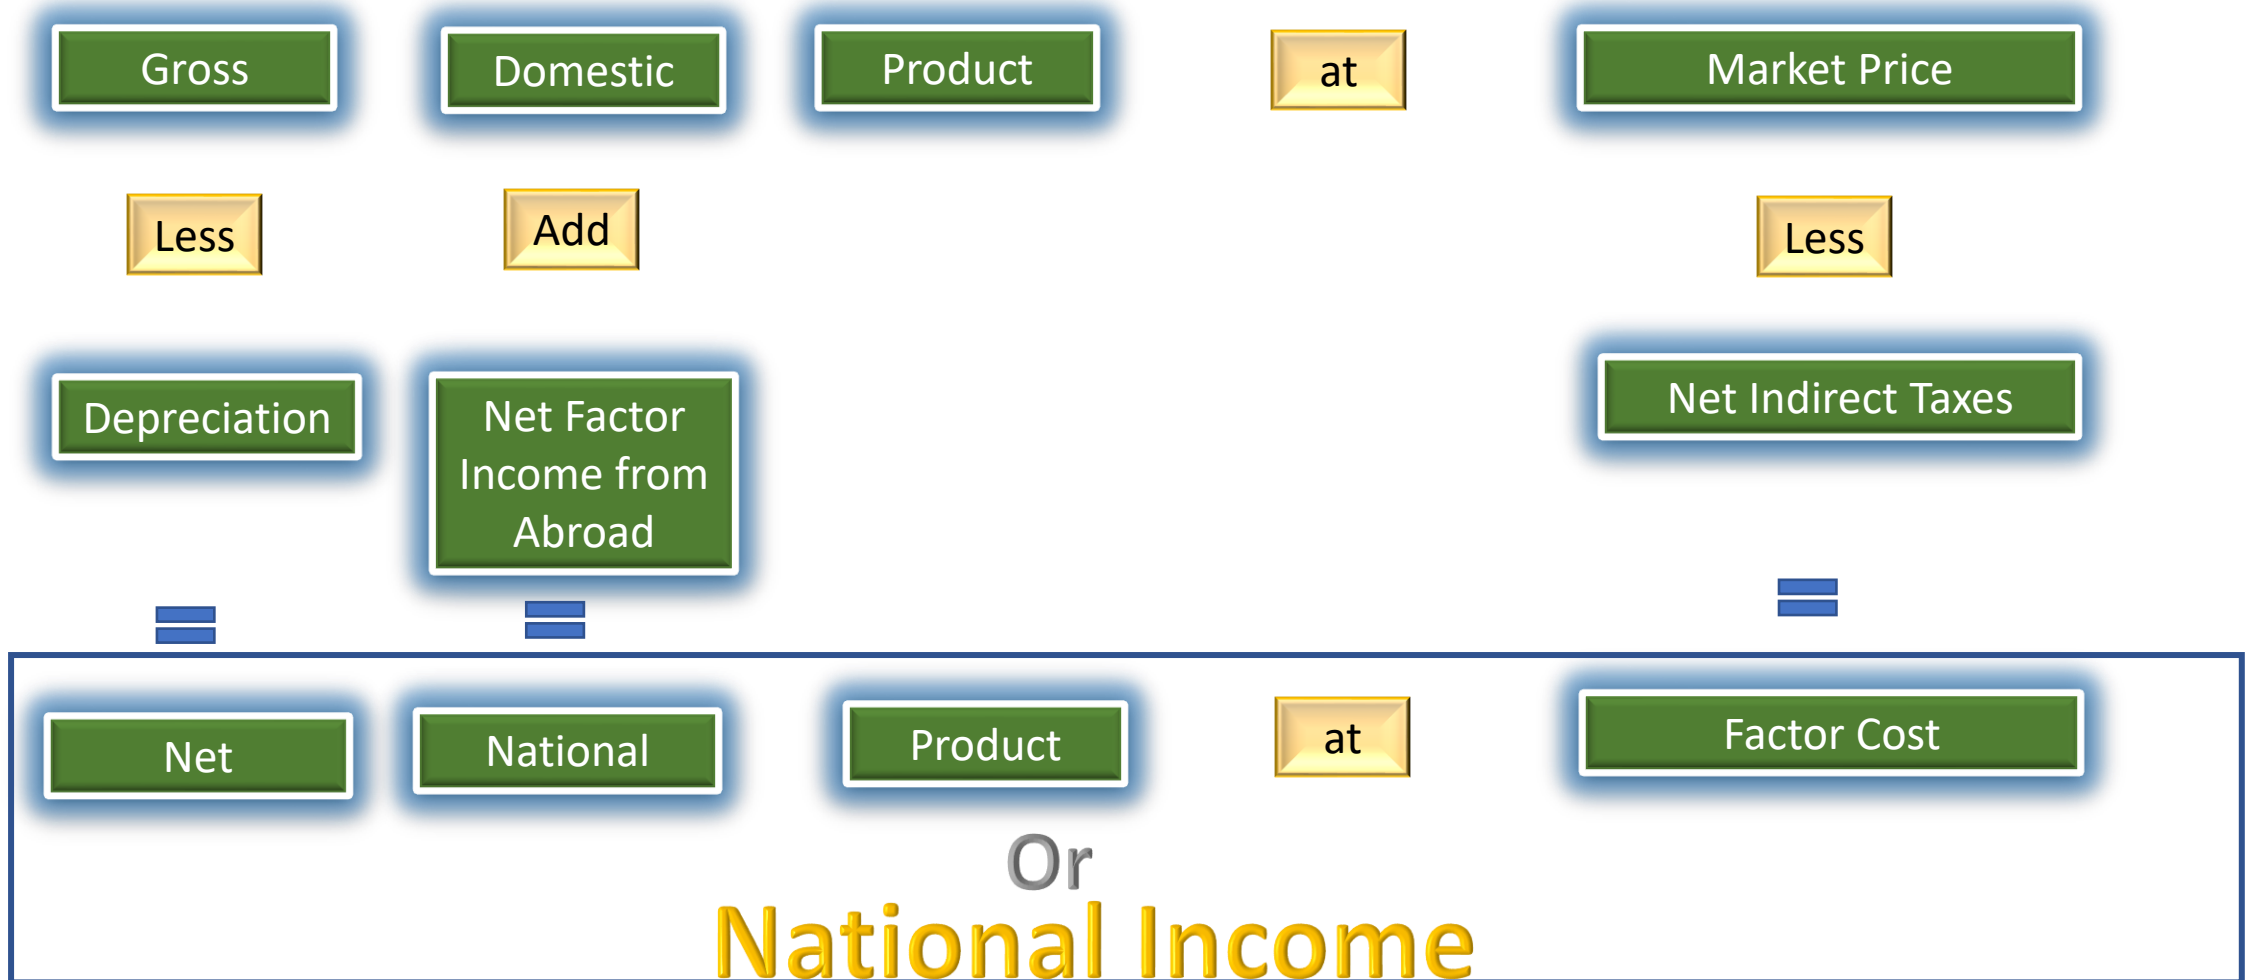 Gross Domestic Product at Market Price
Less Add Less
Depreciation Net Factor Net Indirect Taxes
Income from
Abroad
Net National Product at Factor Cost
Or
National Income